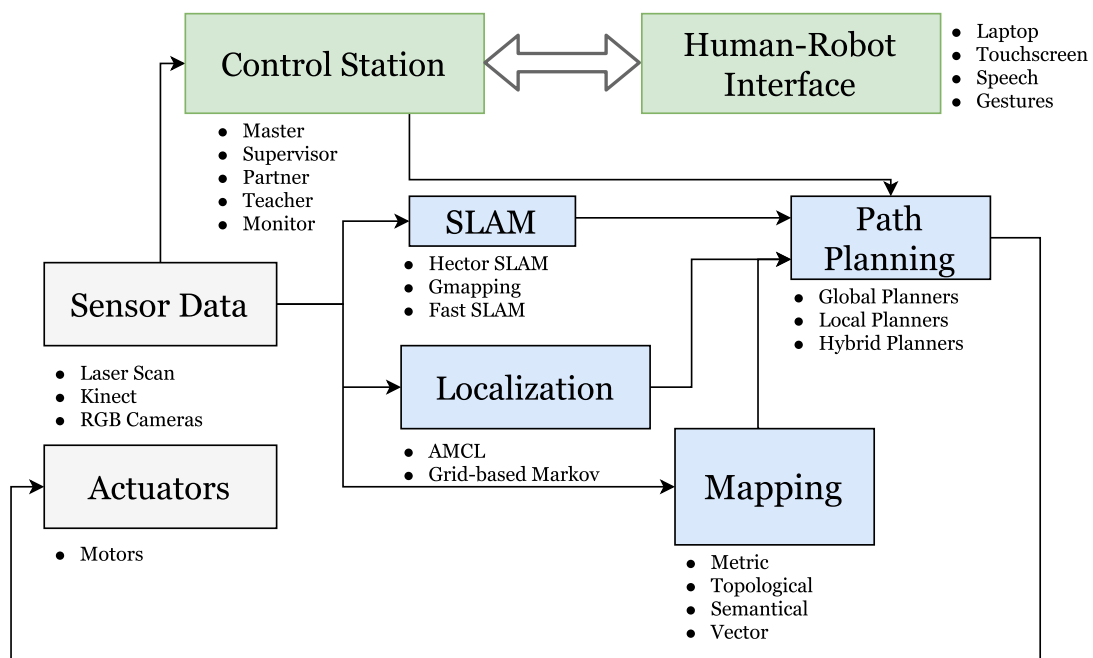 Control Station
Human-Robot
Interface
● Laptop
● Touchscreen
● Speech
● Gestures
● Master
● Supervisor
● Partner
● Teacher
● Monitor
SLAM
● Hector SLAM
● Gmapping
● Fast SLAM
Path
Planning
● Global Planners
● Local Planners
● Hybrid Planners
Sensor Data
● Laser Scan
● Kinect
● RGB Cameras
Localization
● AMCL
● Grid-based Markov
Actuators
● Motors
Mapping
● Metric
● Topological
● Semantical
● Vector